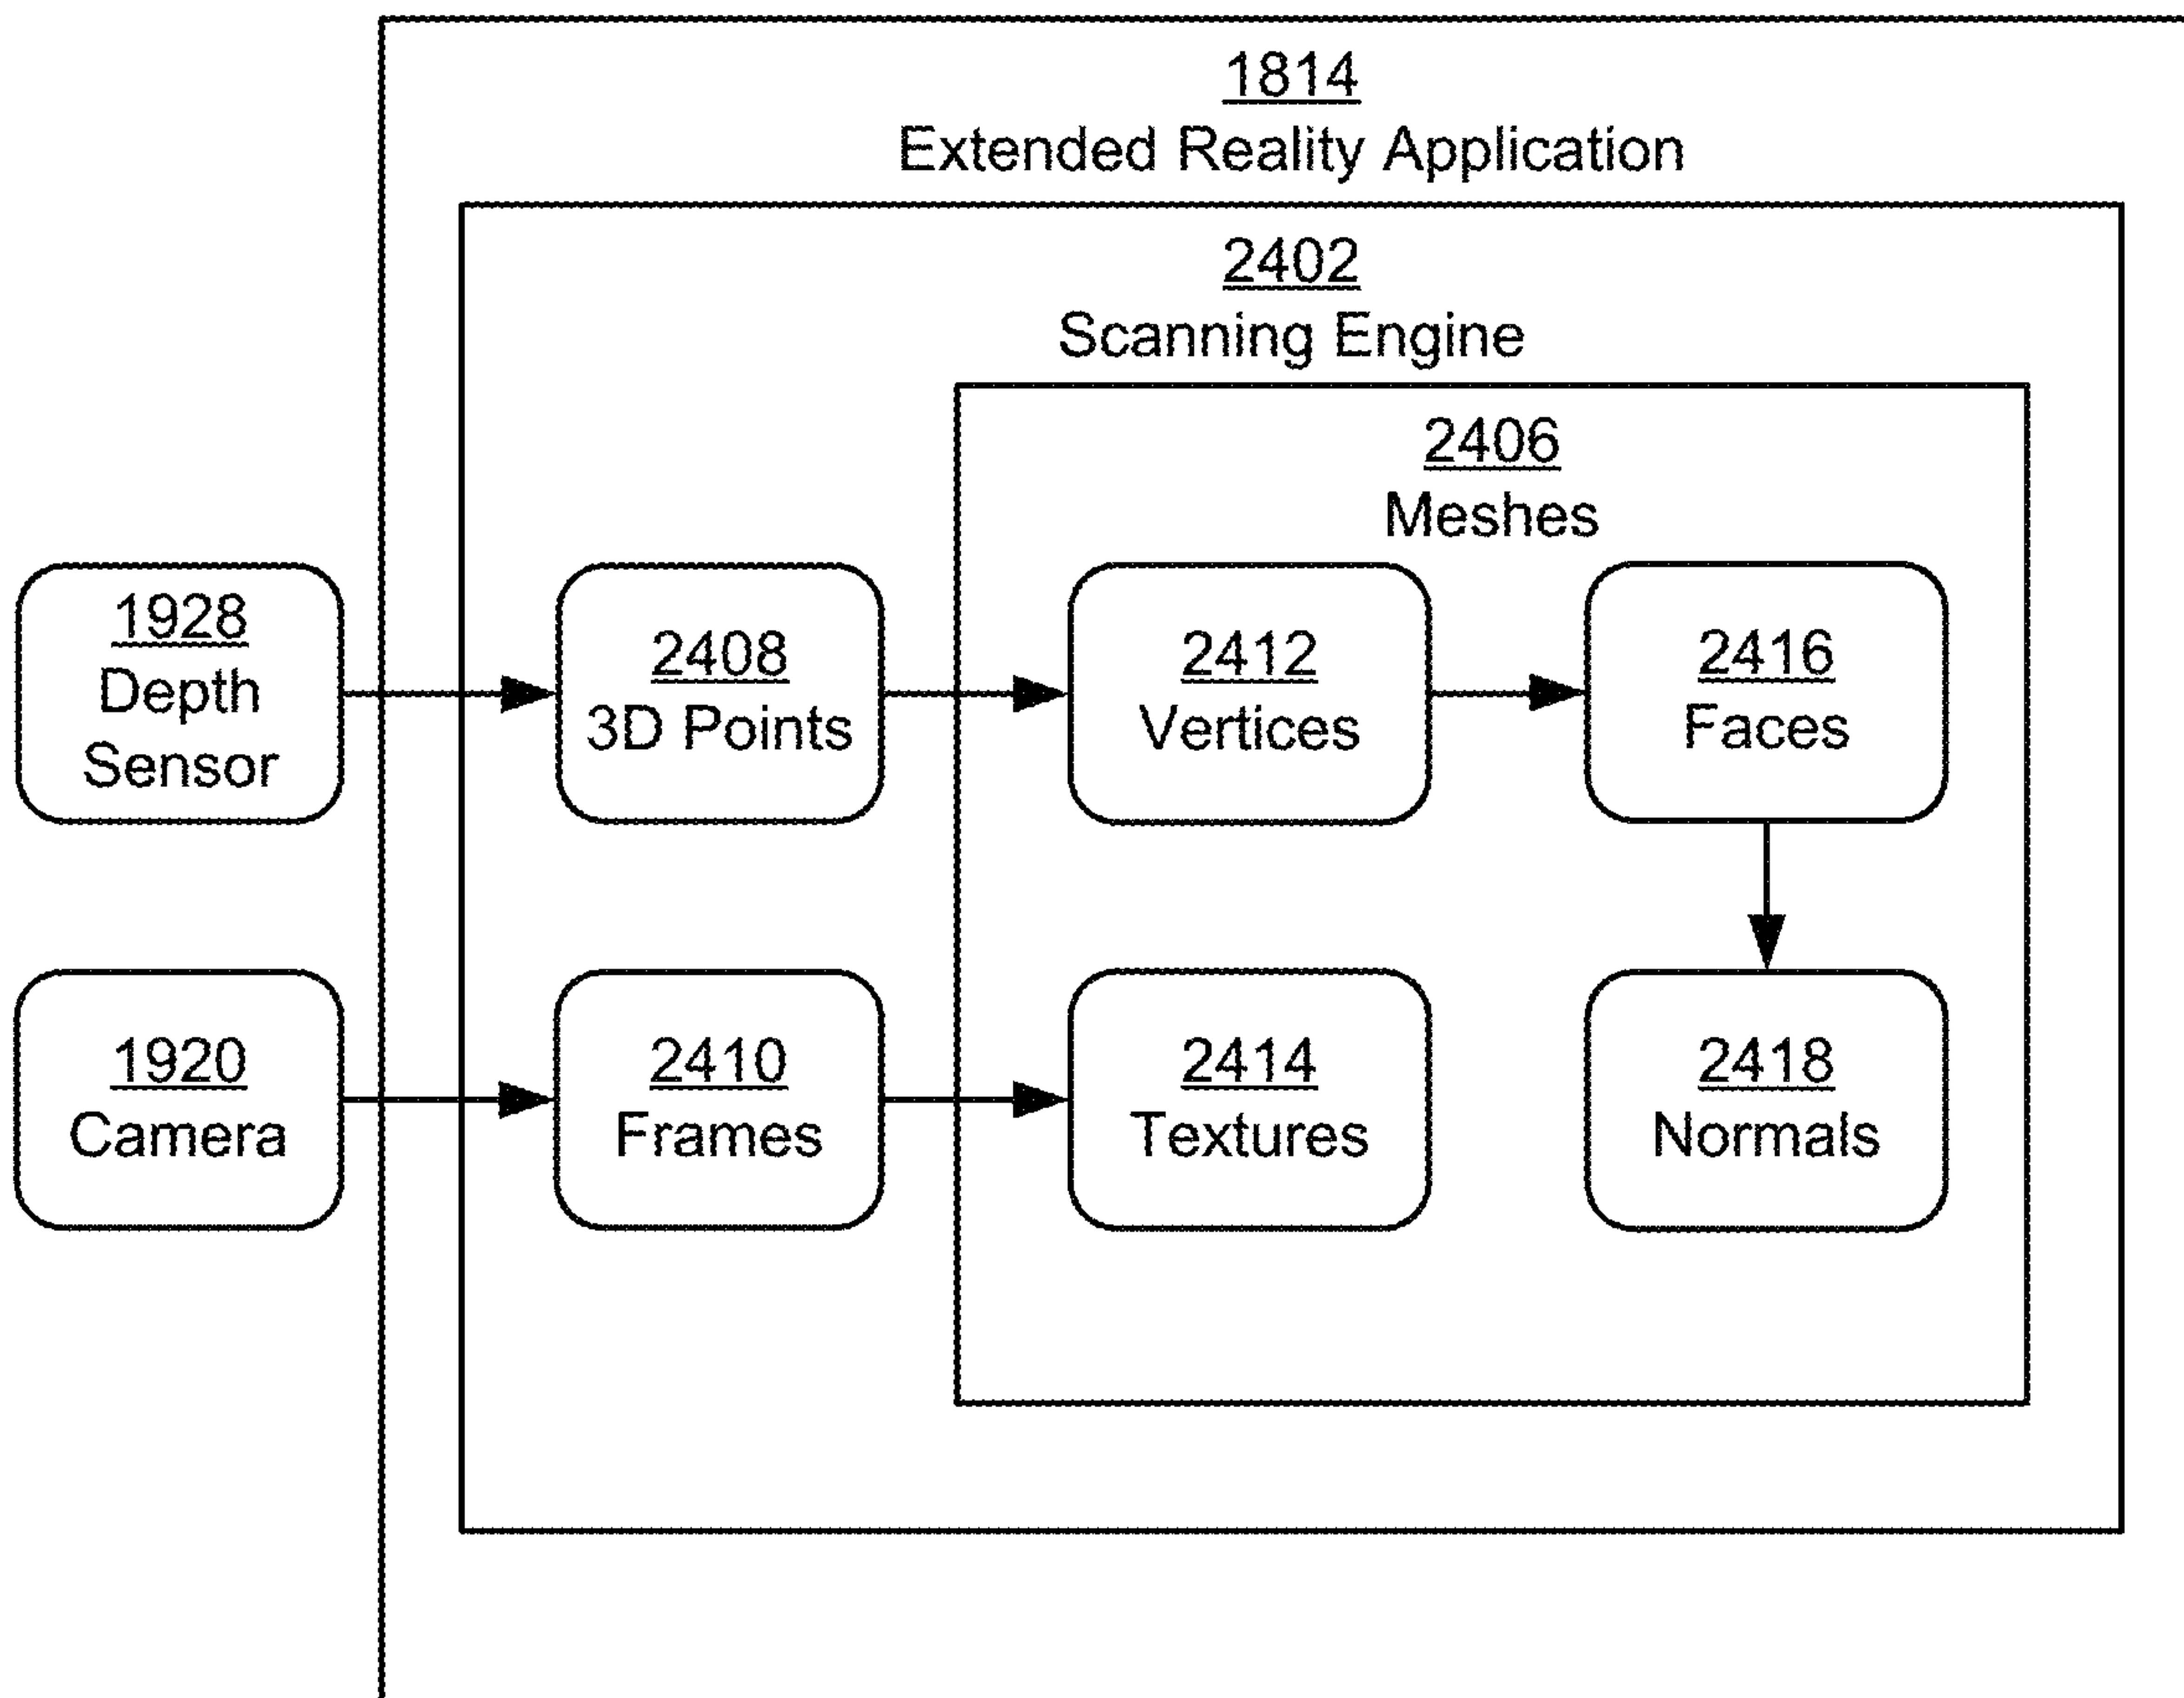 1814
Extended Reality Application
2402
Scanning Engine
2406
Meshes
1928
Depth
Sensor
2408
3D Points
2412
Vertices
2416
Faces
1920
Camera
2410
Frames
2414
Textures
2418
Normals